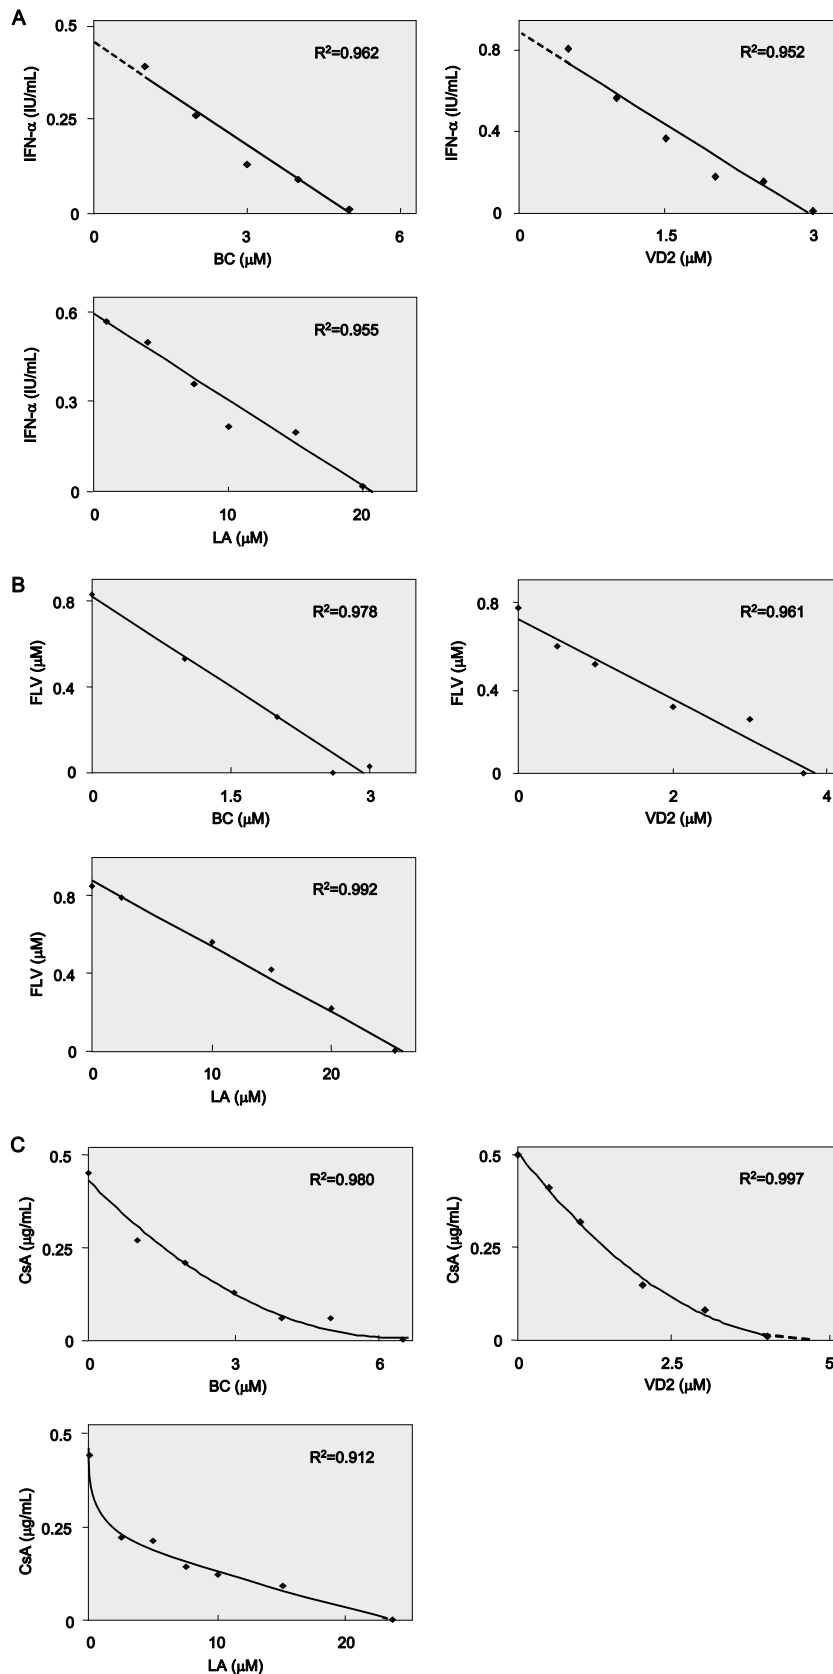 A
0.5
0.25
0
IFN-α (IU/mL)
R²=0.962
0
3
6
BC (μM)
0.8
0.4
0
IFN-α (IU/mL)
R²=0.952
0
1.5
3
VD2 (μM)
0.6
0.3
0
IFN-α (IU/mL)
R²=0.955
0
10
20
LA (μM)
B
0.8
0.4
0
FLV (μM)
R²=0.978
0
1.5
3
BC (μM)
0.8
0.4
0
FLV (μM)
R²=0.961
0
2
4
VD2 (μM)
0.8
0.4
0
FLV (μM)
R²=0.992
0
10
20
LA (μM)
C
0.5
0.25
0
CsA (μg/mL)
R²=0.980
0
3
6
BC (μM)
0.5
0.25
0
CsA (μg/mL)
R²=0.997
0
2.5
5
VD2 (μM)
0.5
0.25
0
CsA (μg/mL)
R²=0.912
0
10
20
LA (μM)